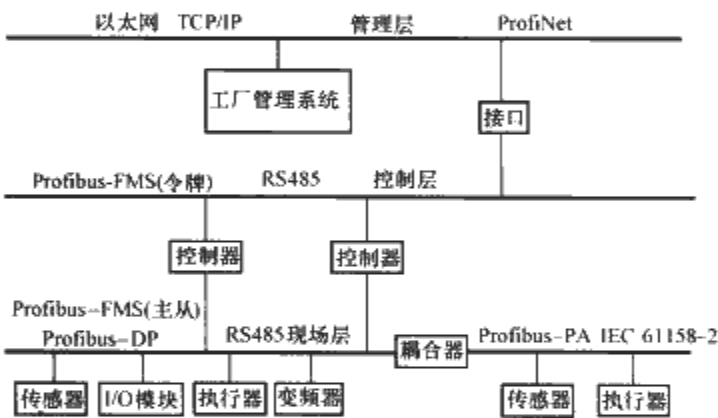 以太网 TCP/IP 管理层 ProfiNet
工厂管理系统
接口
Profibus-FMS(令牌) RS485 控制层
控制器 控制器
Profibus-FMS(主从)
Profibus-DP RS485现场层 耦合器 Profibus-PA IEC 61158-2
传感器 I/O模块 执行器 变频器 传感器 执行器